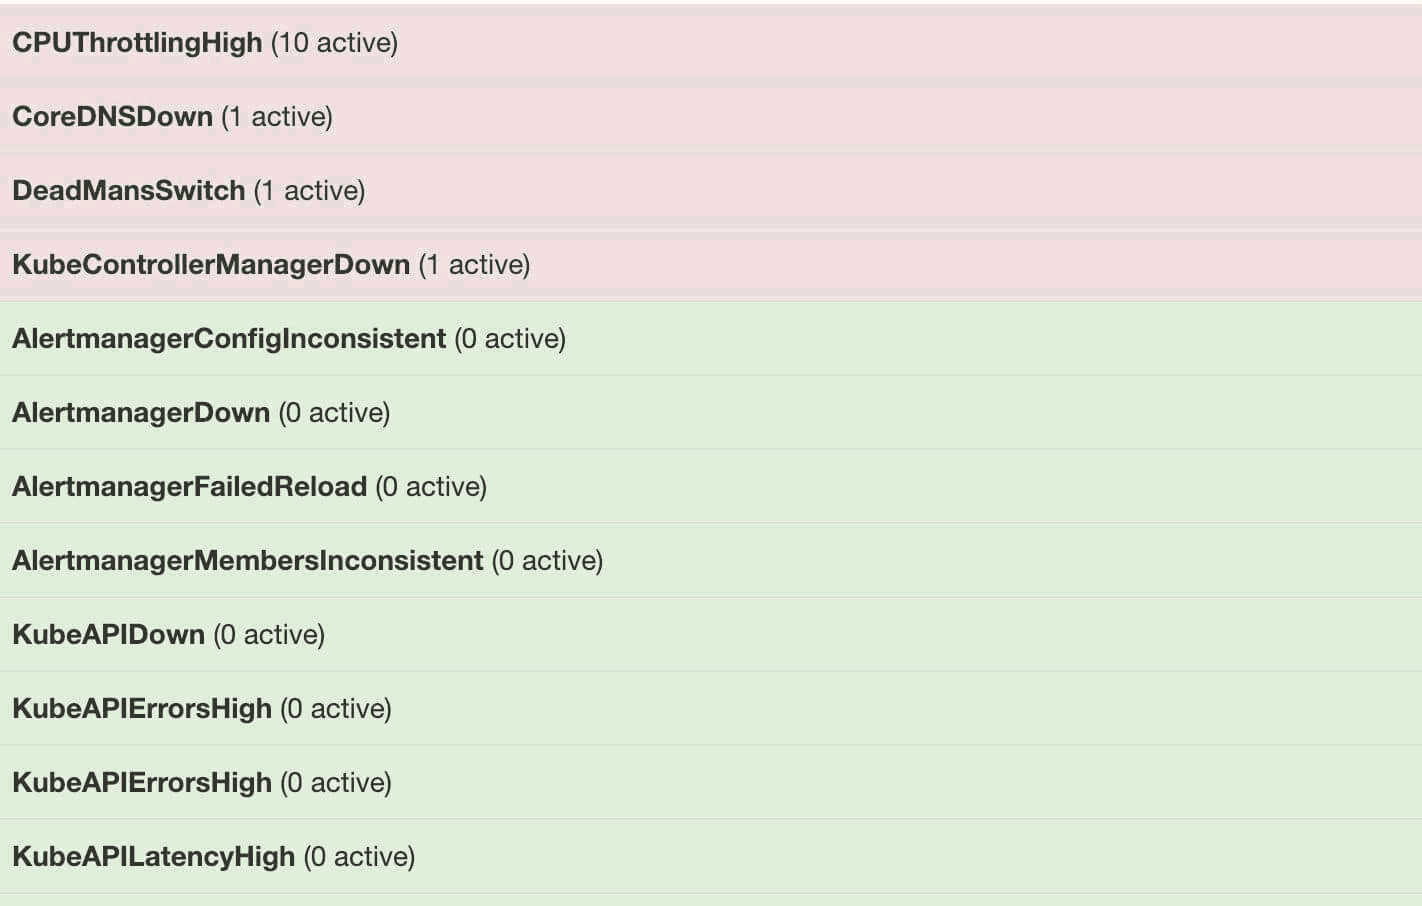 CPUThrottlingHigh (10 active)
CoreDNSDown (1 active)
DeadMansSwitch (1 active)
KubeControllerManagerDown (1 active)
AlertmanagerConfigInconsistent (0 active)
AlertmanagerDown (0 active)
AlertmanagerFailedReload (0 active)
AlertmanagerMembersInconsistent (0 active)
KubeAPIDown (0 active)
KubeAPIErrorsHigh (0 active)
KubeAPIErrorsHigh (0 active)
KubeAPILatencyHigh (0 active)